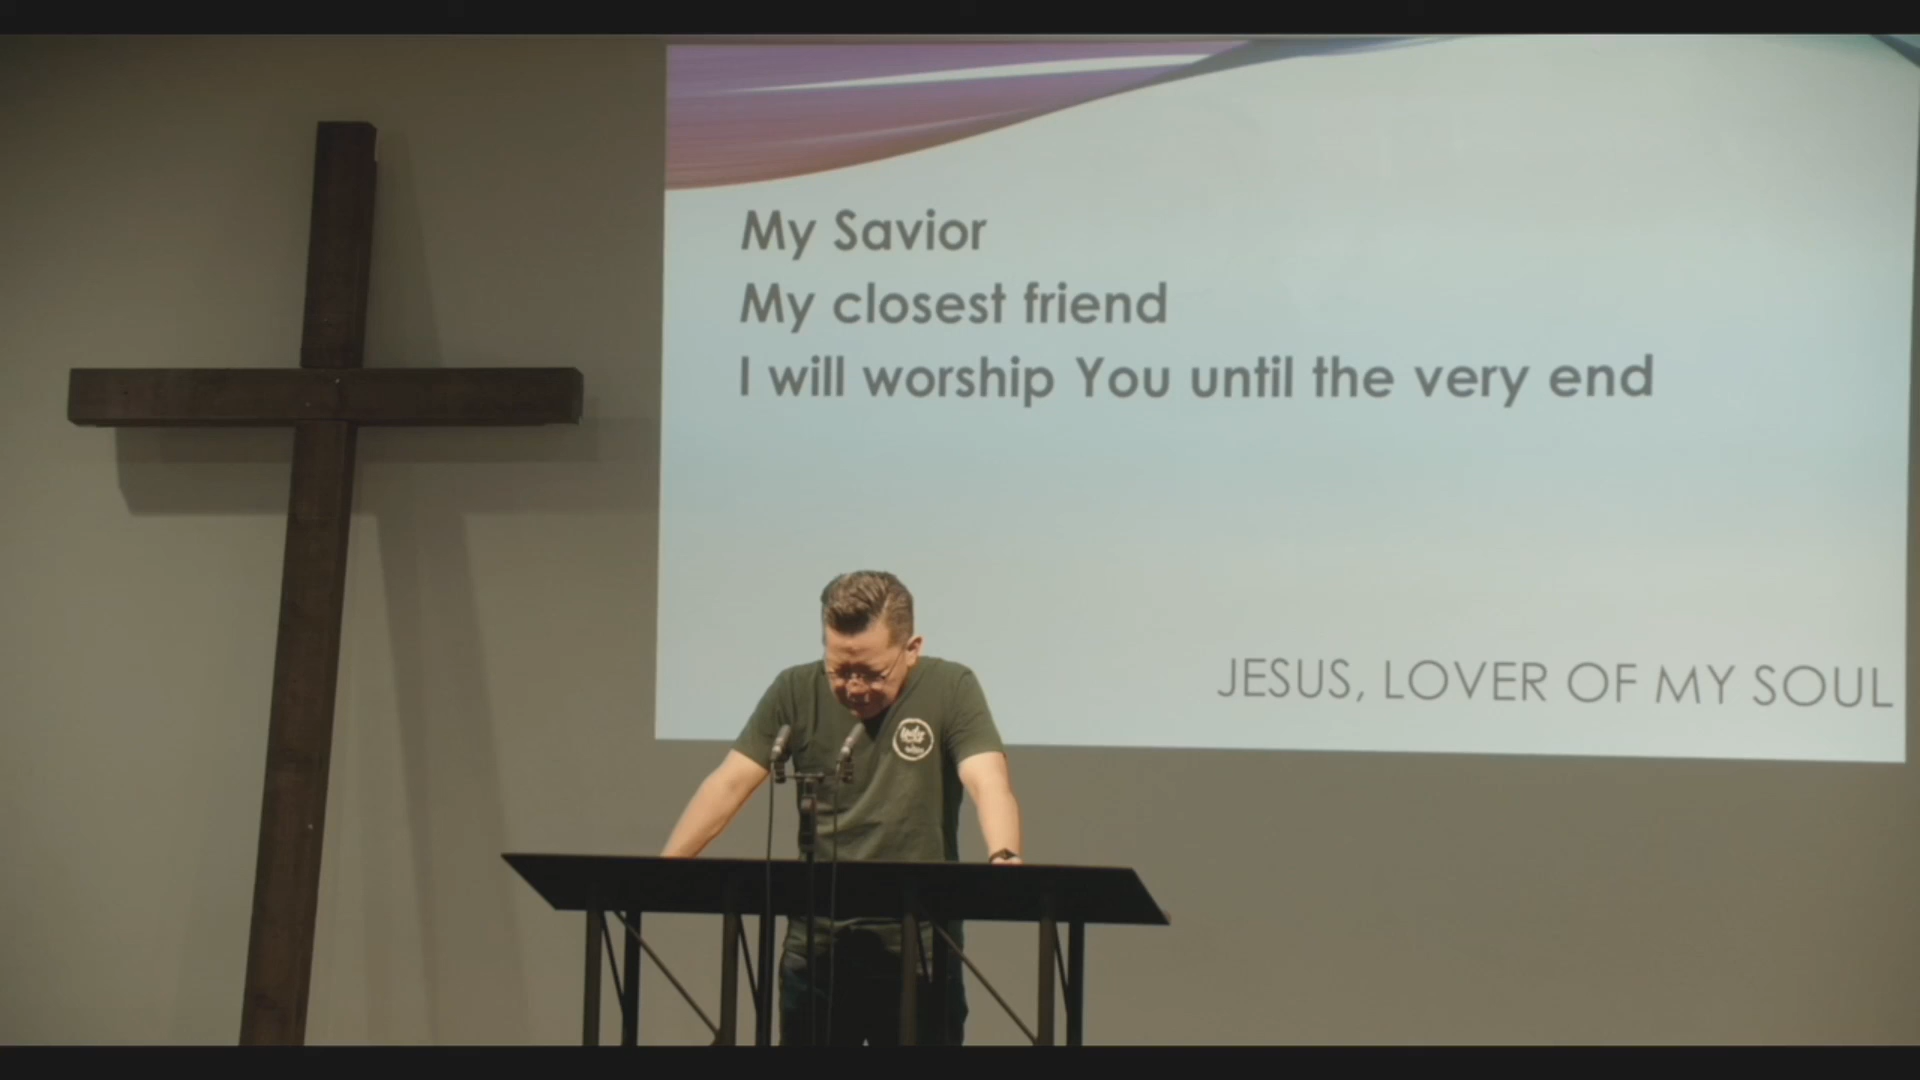 My Savior
My closest friend
I will worship You until the very end
JESUS, LOVER OF MY SOUL